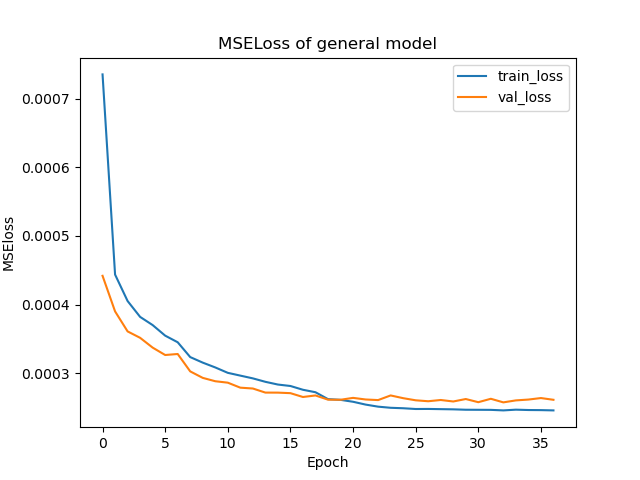 MSELoss of general model
train_loss
val_loss
0.0007
0.0006
0.0005
0.0004
0.0003
MSEloss
0 5 10 15 20 25 30 35
Epoch